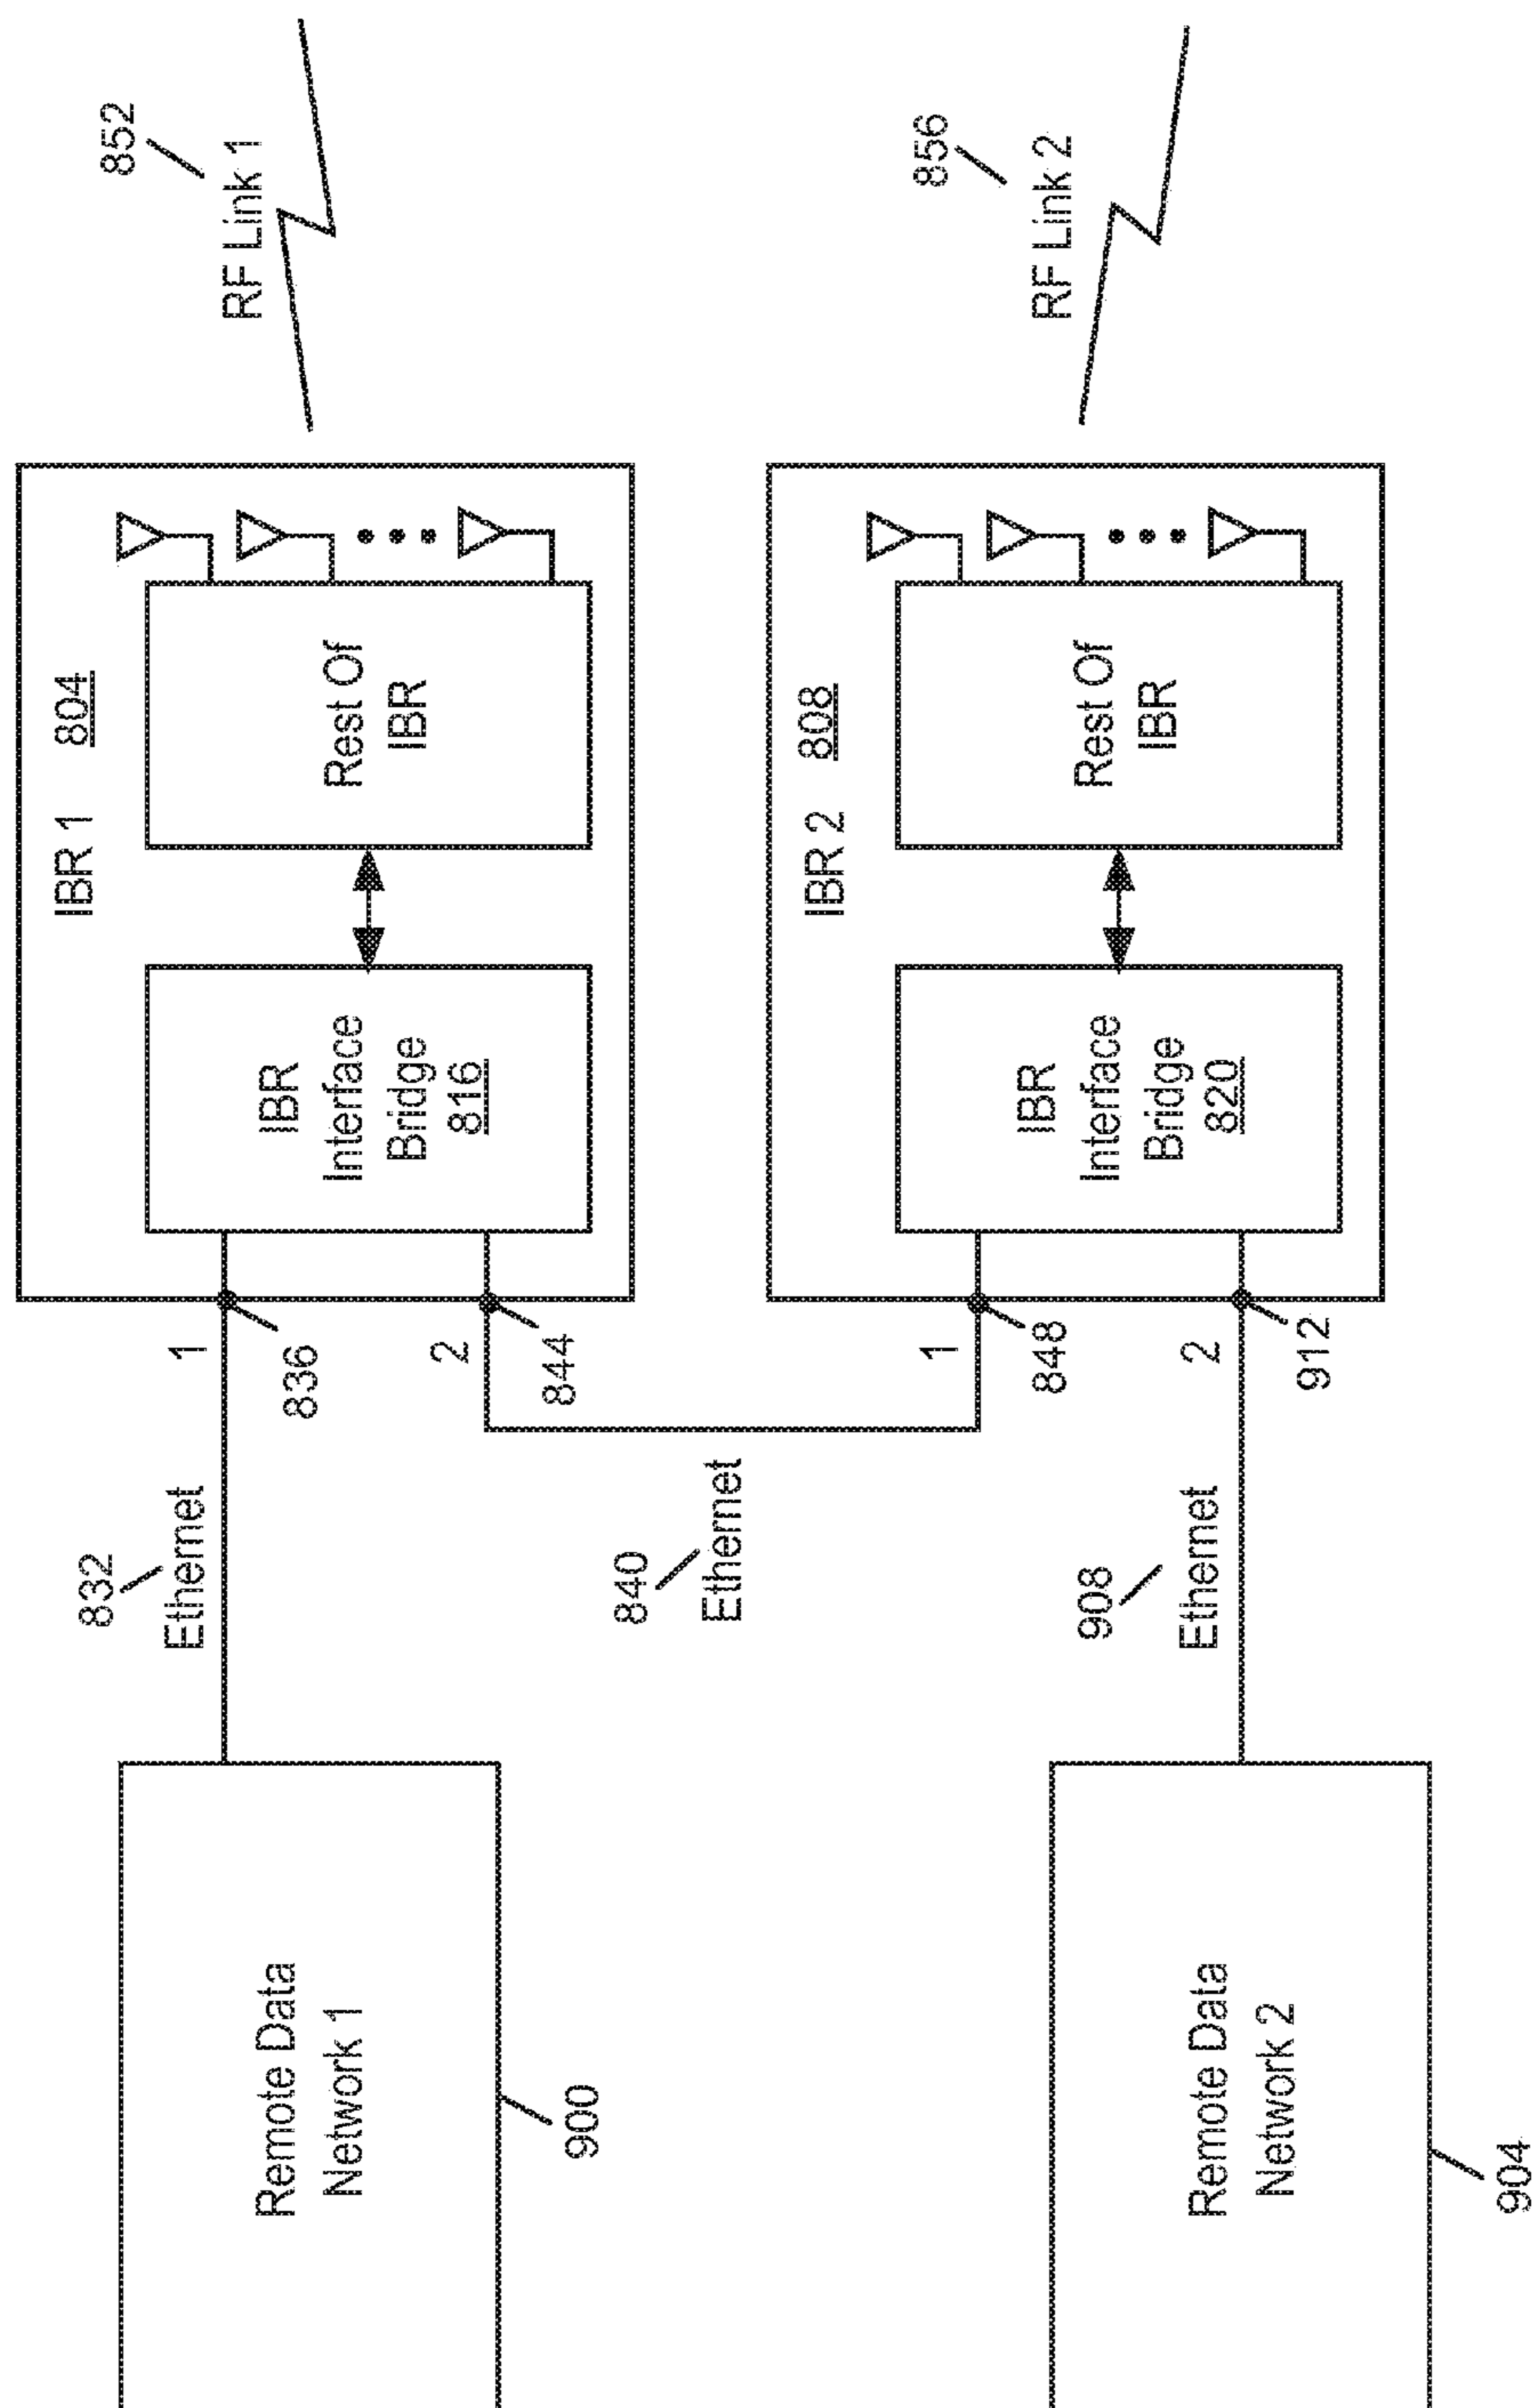 852
RF Link 1
856
RF Link 2
IBR 1
804
Rest Of
IBR
IBR
Interface
Bridge
816
IBR 2
808
Rest Of
IBR
IBR
Interface
Bridge
820
1
836
2
844
1
848
2
912
832
Ethernet
840
Ethernet
908
Ethernet
Remote Data
Network 1
900
Remote Data
Network 2
904